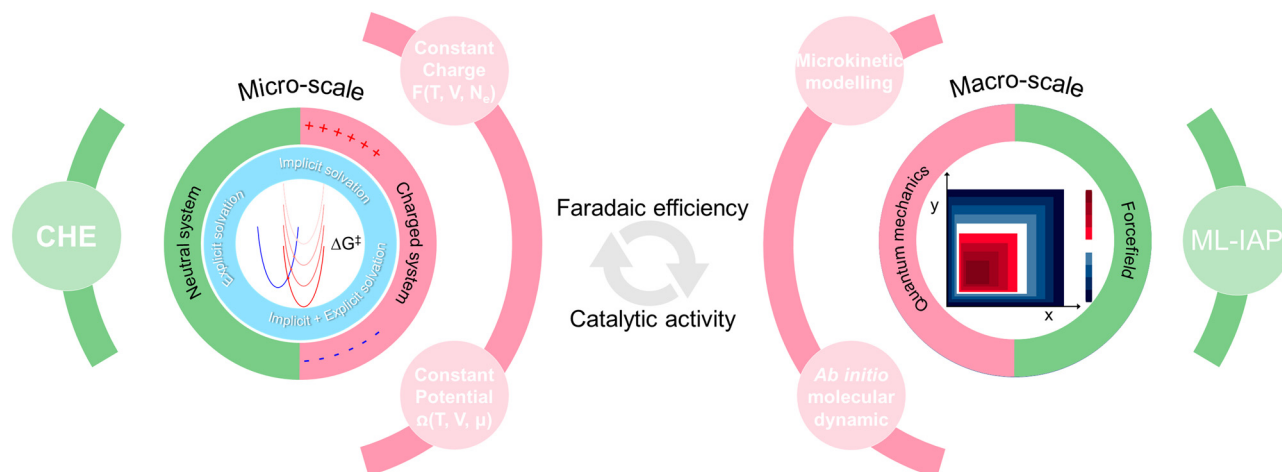 Micro-scale
Constant
Charge
F(T, V, Nₑ)
CHE
Neutral system
Charged system
+ + + + + +
Implicit solvation
Explicit solvation
Implicit + Explicit solvation
ΔG‡
- - - - - -
Constant
Potential
Ω(T, V, μ)
Faradaic efficiency
Catalytic activity
Microkinetic
modelling
Macro-scale
Quantum mechanics
Forcefield
y
x
Ab initio
molecular
dynamic
ML-IAP